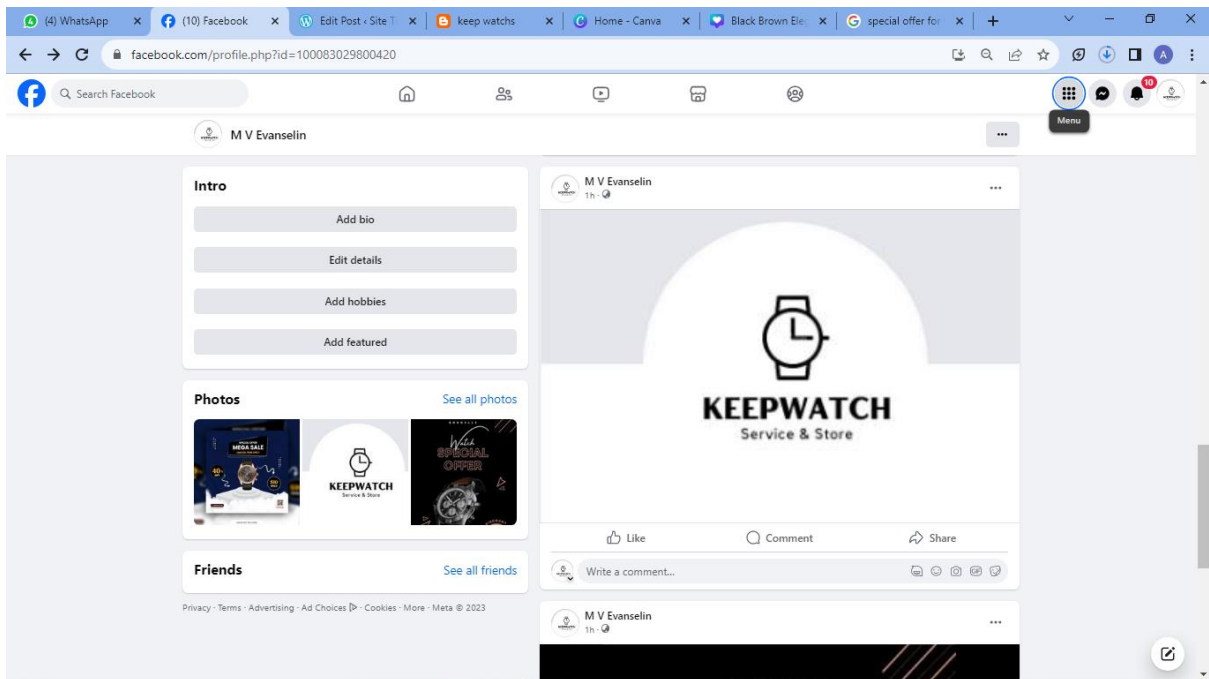 (4) WhatsApp
(10) Facebook
Edit Post ‹ Site T
keep watchs
Home - Canva
Black Brown Ele
special offer for
facebook.com/profile.php?id=100083029800420
Search Facebook
10
Menu
M V Evanselin
Intro
Add bio
Edit details
Add hobbies
Add featured
Photos
See all photos
MEGA SALE
KEEPWATCH
Service & Store
Watch
SPECIAL
OFFER
Friends
See all friends
Privacy · Terms · Advertising · Ad Choices · Cookies · More · Meta © 2023
M V Evanselin
1h ·
KEEPWATCH
Service & Store
Like
Comment
Share
Write a comment...
GIF
M V Evanselin
1h ·
A